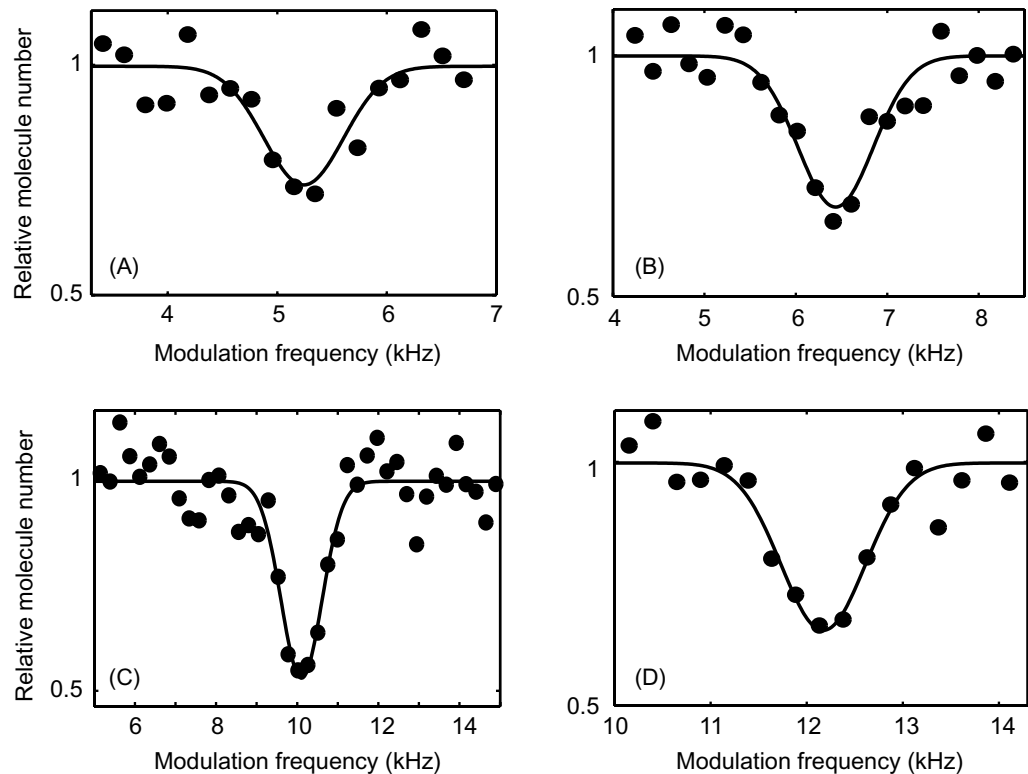 Relative molecule number
1
0.5
(A)
4 5 6 7
Modulation frequency (kHz)
1
0.5
(B)
4 5 6 7 8
Modulation frequency (kHz)
Relative molecule number
1
0.5
(C)
6 8 10 12 14
Modulation frequency (kHz)
1
0.5
(D)
10 11 12 13 14
Modulation frequency (kHz)